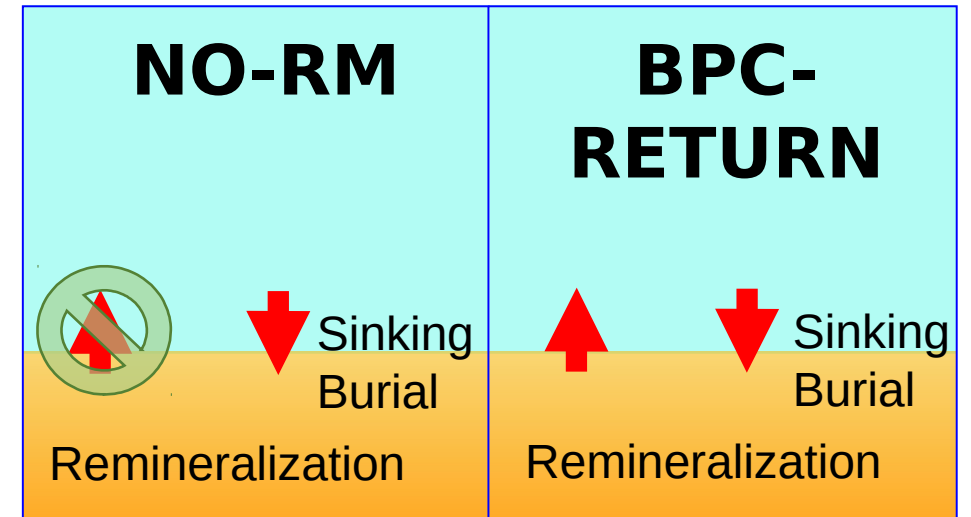 NO-RM
Sinking
Burial
Remineralization
BPC-
RETURN
Sinking
Burial
Remineralization